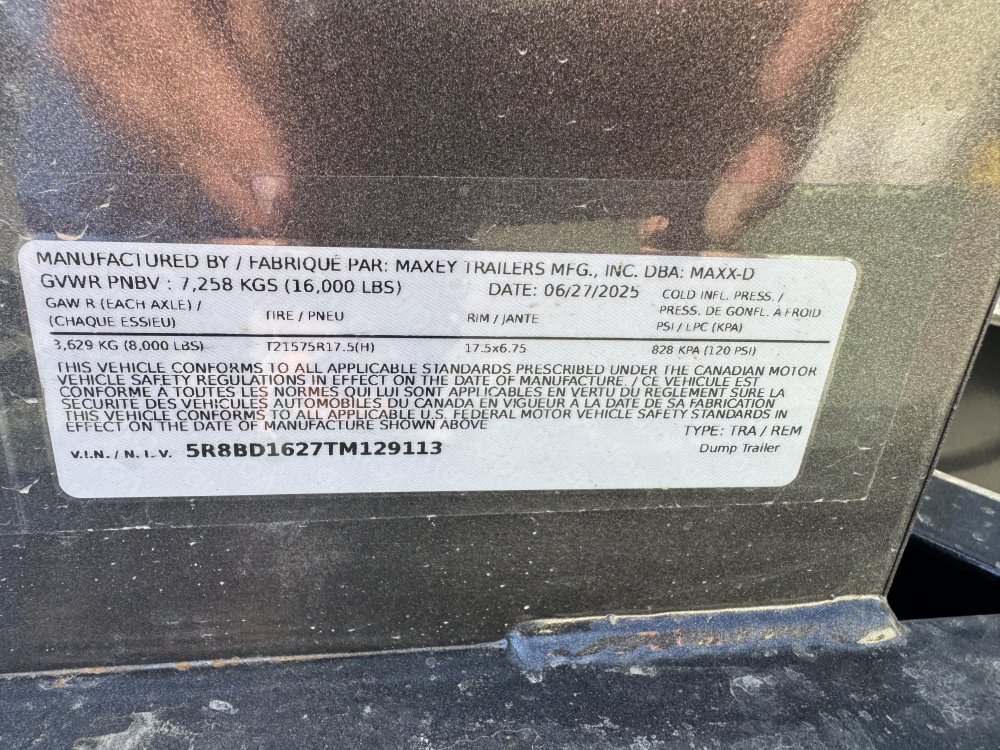 MANUFACTURED BY / FABRIQUÉ PAR: MAXEY TRAILERS MFG., INC. DBA: MAXX-D
GVWR PNBV : 7,258 KGS (16,000 LBS) DATE: 06/27/2025
GAWR (EACH AXLE) / (CHAQUE ESSIEU)
TIRE / PNEU
RIM / JANTE
COLD INFL. PRESS. /
PRESS. DE GONFL. A FROID
PSI / LPC (KPA)
3,629 KG (8,000 LBS) T21575R17.5(H) 17.5x6.75 828 KPA (120 PSI)
THIS VEHICLE CONFORMS TO ALL APPLICABLE STANDARDS PRESCRIBED UNDER THE CANADIAN MOTOR
VEHICLE SAFETY REGULATIONS IN EFFECT ON THE DATE OF MANUFACTURE. / CE VEHICULE EST
CONFORME A TOUTES LES NORMES QUI LUI SONT APPLICABLES EN VERTU DU REGLEMENT SURE LA
SECURITE DES VEHICULES AUTOMOBILES DU CANADA EN VIGUEUR A LA DATE DE SA FABRICATION
THIS VEHICLE CONFORMS TO ALL APPLICABLE U.S. FEDERAL MOTOR VEHICLE SAFETY STANDARDS IN
EFFECT ON THE DATE OF MANUFACTURE SHOWN ABOVE
TYPE: TRA / REM
V.I.N. / N. I. V. 5R8BD1627TM129113 Dump Trailer